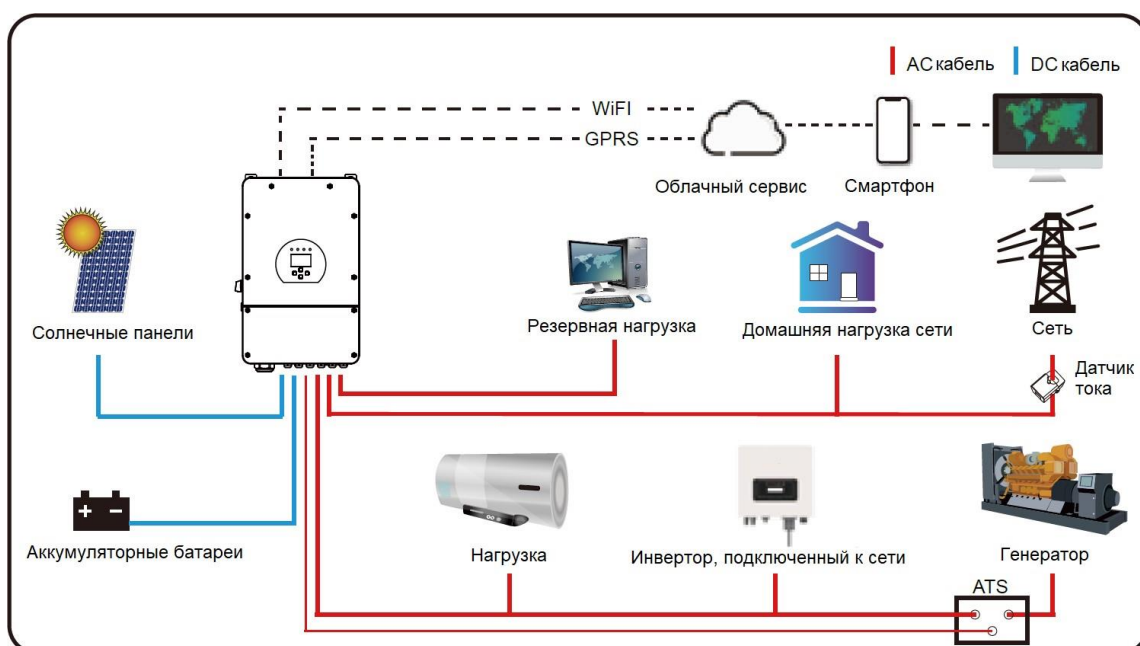 AC кабель
DC кабель
WiFI
GPRS
Облачный сервис
Смартфон
Солнечные панели
Резервная нагрузка
Домашняя нагрузка сети
Сеть
Датчик
тока
Аккумуляторные батареи
Нагрузка
Инвертор, подключенный к сети
Генератор
ATS